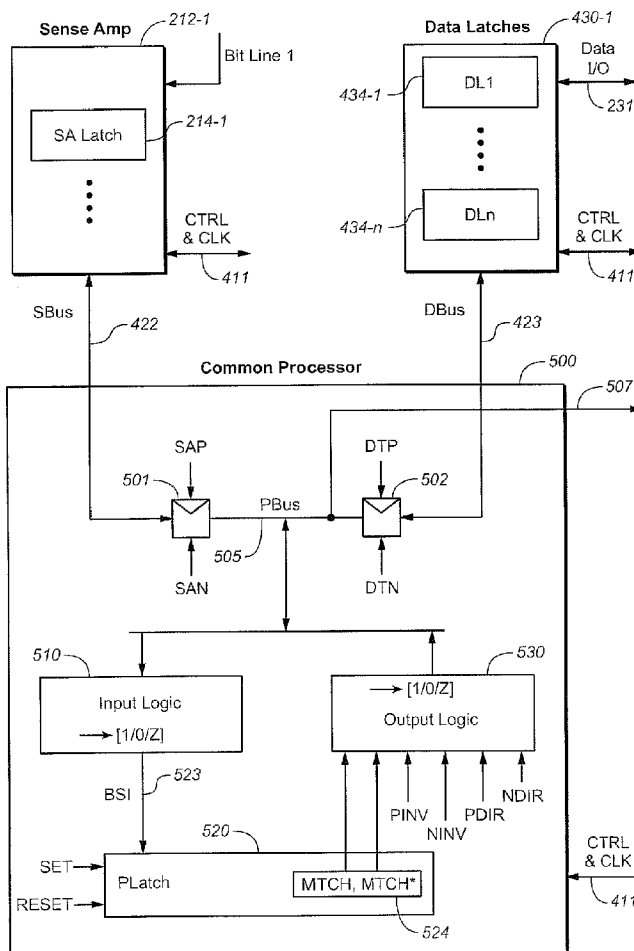 Sense Amp
212-1
Bit Line 1
SA Latch
214-1
CTRL
& CLK
411
SBus
422
Data Latches
430-1
Data
I/O
231
434-1
DL1
434-n
DLn
CTRL
& CLK
411
DBus
423
Common Processor
500
507
SAP
501
SAN
PBus
505
DTP
502
DTN
510
Input Logic
[1/0/Z]
530
[1/0/Z]
Output Logic
523
BSI
PINV
NINV
PDIR
NDIR
520
SET
PLatch
RESET
MTCH, MTCH*
524
CTRL
& CLK
411